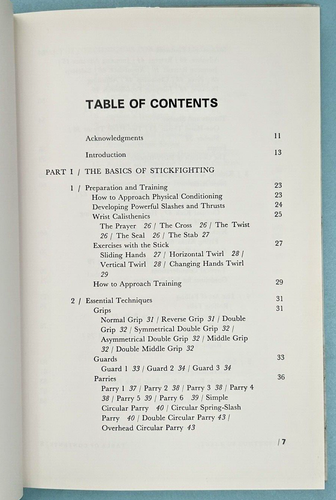 TABLE OF CONTENTS
Acknowledgments 11
Introduction 13
PART 1 / THE BASICS OF STICKFIGHTING
1 / Preparation and Training 23
How to Approach Physical Conditioning 23
Developing Powerful Slashes and Thrusts 24
Wrist Calisthenics 25
The Prayer 26 / The Cross 26 / The Twist
26 / The Seal 26 / The Stab 27
Exercises with the Stick 27
Sliding Hands 27 / Horizontal Twirl 28 /
Vertical Twirl 28 / Changing Hands Twirl
29
How to Approach Training 29
2 / Essential Techniques 31
Grips 31
Normal Grip 31 / Reverse Grip 31 / Double
Grip 32 / Symmetrical Double Grip 32 /
Asymmetrical Double Grip 32 / Middle Grip
32 / Double Middle Grip 32
Guards 33
Guard 1 33 / Guard 2 34 / Guard 3 34
Parries 36
Parry 1 37 / Parry 2 38 / Parry 3 38 / Parry 4
38 / Parry 5 39 / Parry 6 39 / Simple
Circular Parry 40 / Circular Spring-Slash
Parry 40 / Double Circular Parry 43 /
Overhead Circular Parry 43
/ 7